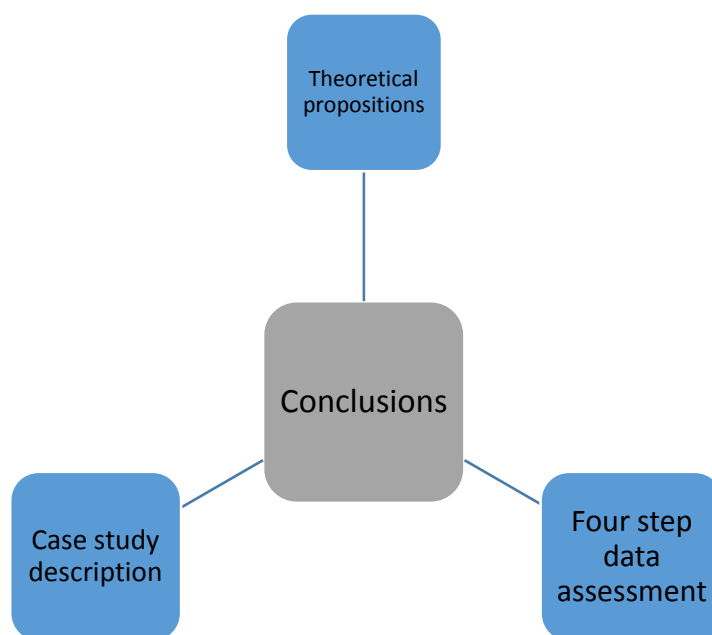 Theoretical
propositions
Conclusions
Case study
description
Four step
data
assessment